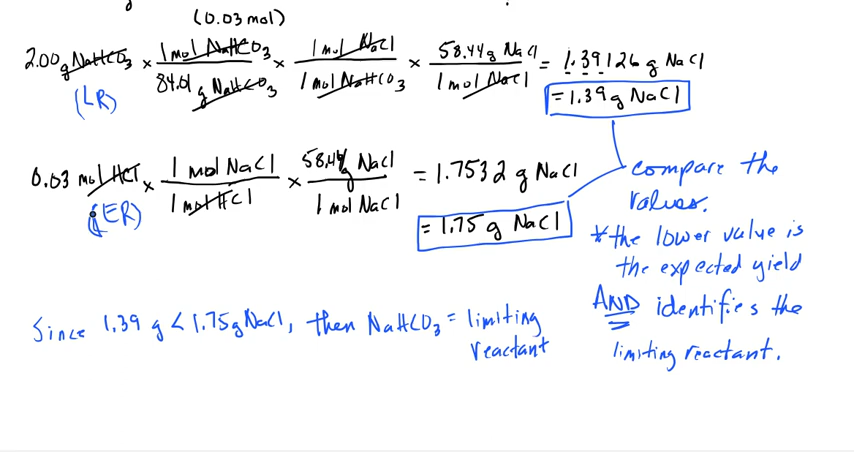 (0.03 mol)
2.00 g NaHCO3 × 1 mol NaHCO3 / 84.01 g NaHCO3 × 1 mol NaCl / 1 mol NaHCO3 × 58.44 g NaCl / 1 mol NaCl = 1.39126 g NaCl
(LR)
= 1.39 g NaCl
0.03 mol HCl × 1 mol NaCl / 1 mol HCl × 58.44 g NaCl / 1 mol NaCl = 1.7532 g NaCl
(ER)
= 1.75 g NaCl
compare the
values.
* the lower value is
the expected yield
AND identifies the
limiting reactant.
Since 1.39 g < 1.75 g NaCl, then NaHCO3 = limiting
reactant